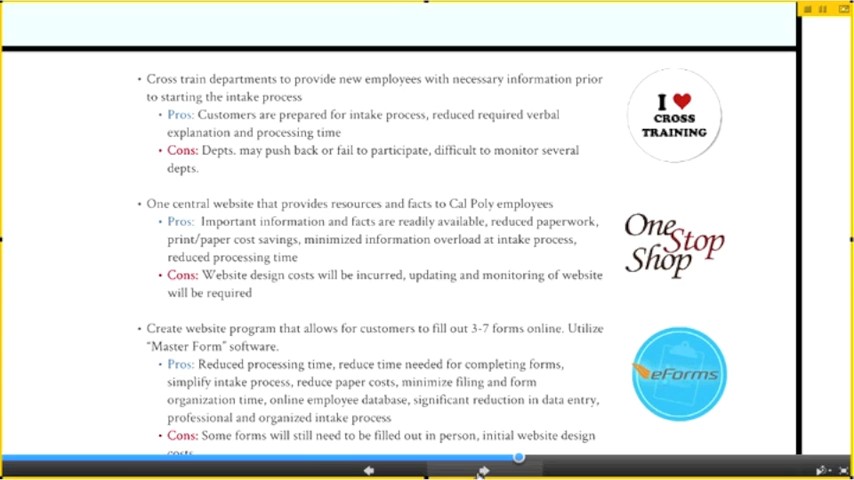 • Cross train departments to provide new employees with necessary information prior
to starting the intake process
• Pros: Customers are prepared for intake process, reduced required verbal
explanation and processing time
• Cons: Depts. may push back or fail to participate, difficult to monitor several
depts.
I ♥
CROSS
TRAINING
• One central website that provides resources and facts to Cal Poly employees
• Pros: Important information and facts are readily available, reduced paperwork,
print/paper cost savings, minimized information overload at intake process,
reduced processing time
• Cons: Website design costs will be incurred, updating and monitoring of website
will be required
One
Stop
Shop
• Create website program that allows for customers to fill out 3-7 forms online. Utilize
“Master Form” software.
• Pros: Reduced processing time, reduce time needed for completing forms,
simplify intake process, reduce paper costs, minimize filing and form
organization time, online employee database, significant reduction in data entry,
professional and organized intake process
• Cons: Some forms will still need to be filled out in person, initial website design
costs
eForms